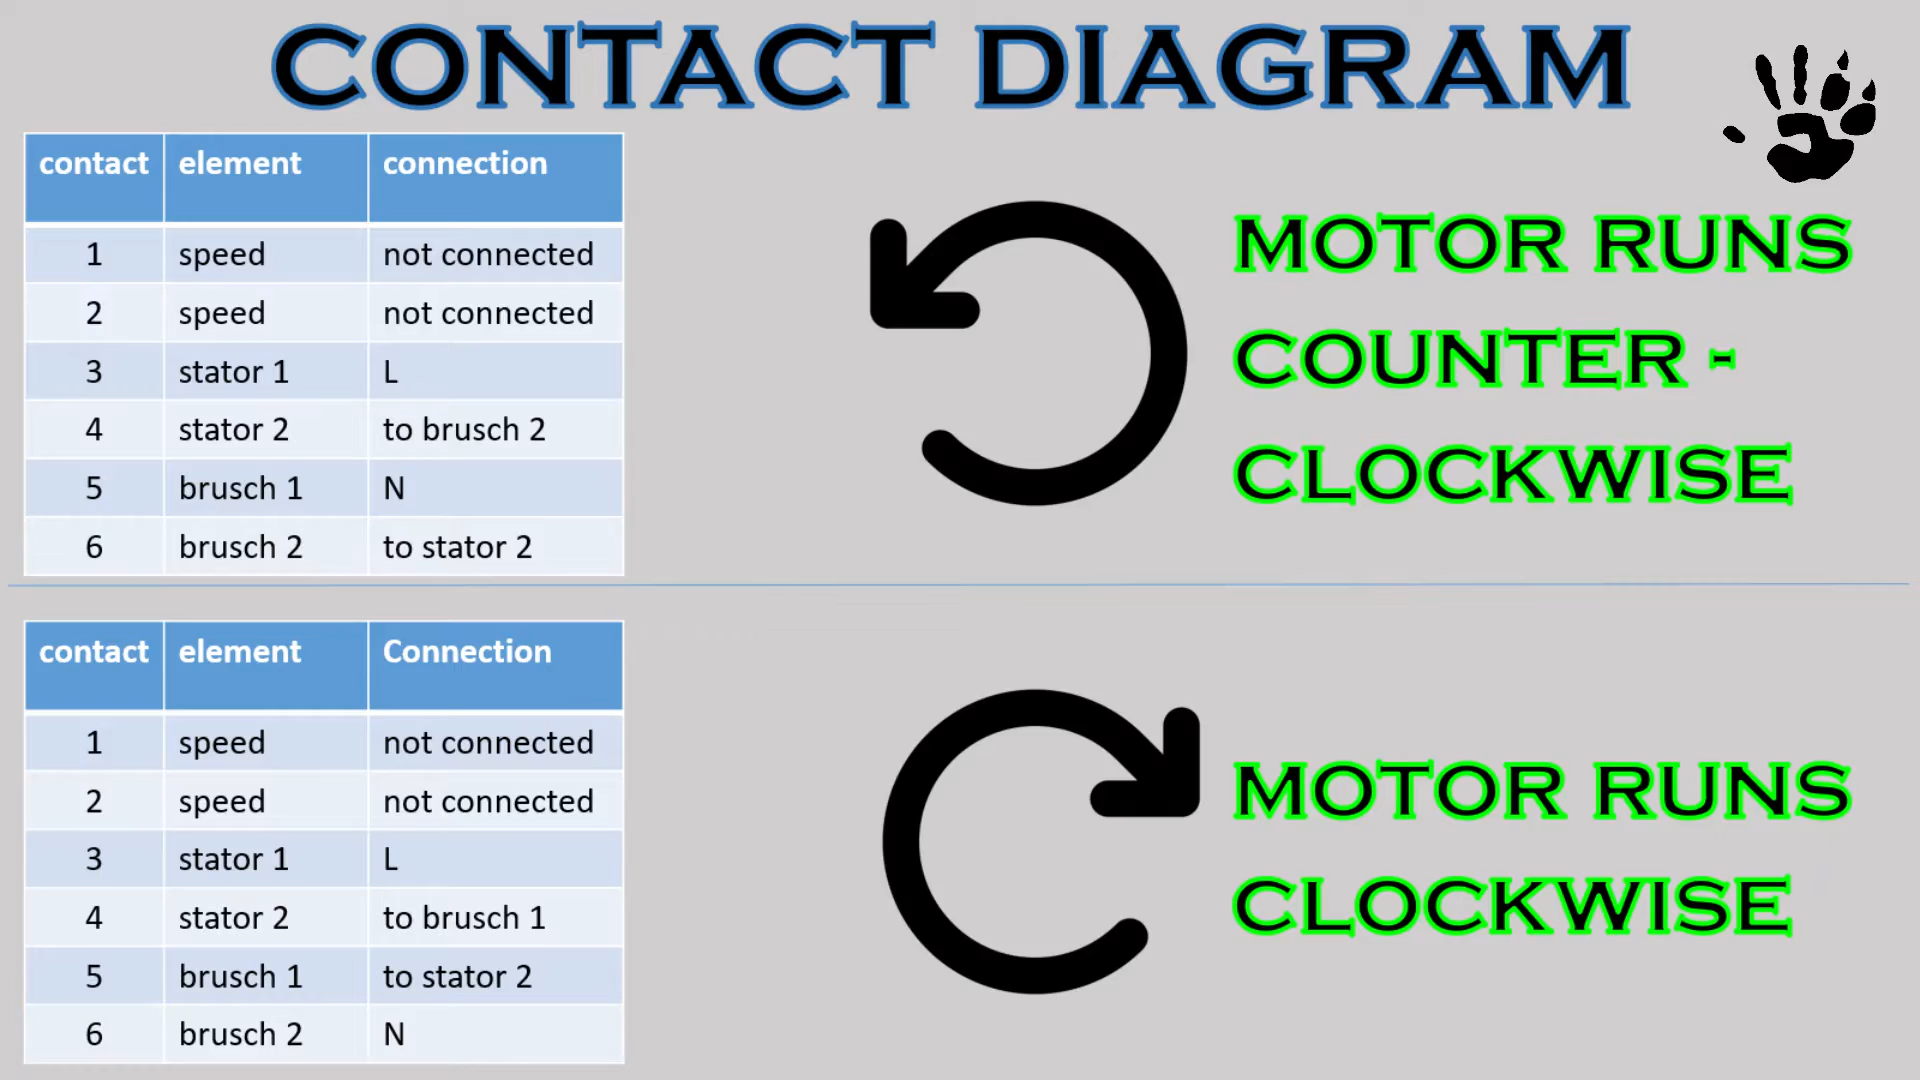 CONTACT DIAGRAM
contact element connection
1 speed not connected
2 speed not connected
3 stator 1 L
4 stator 2 to brusch 2
5 brusch 1 N
6 brusch 2 to stator 2
MOTOR RUNS
COUNTER -
CLOCKWISE
contact element Connection
1 speed not connected
2 speed not connected
3 stator 1 L
4 stator 2 to brusch 1
5 brusch 1 to stator 2
6 brusch 2 N
MOTOR RUNS
CLOCKWISE